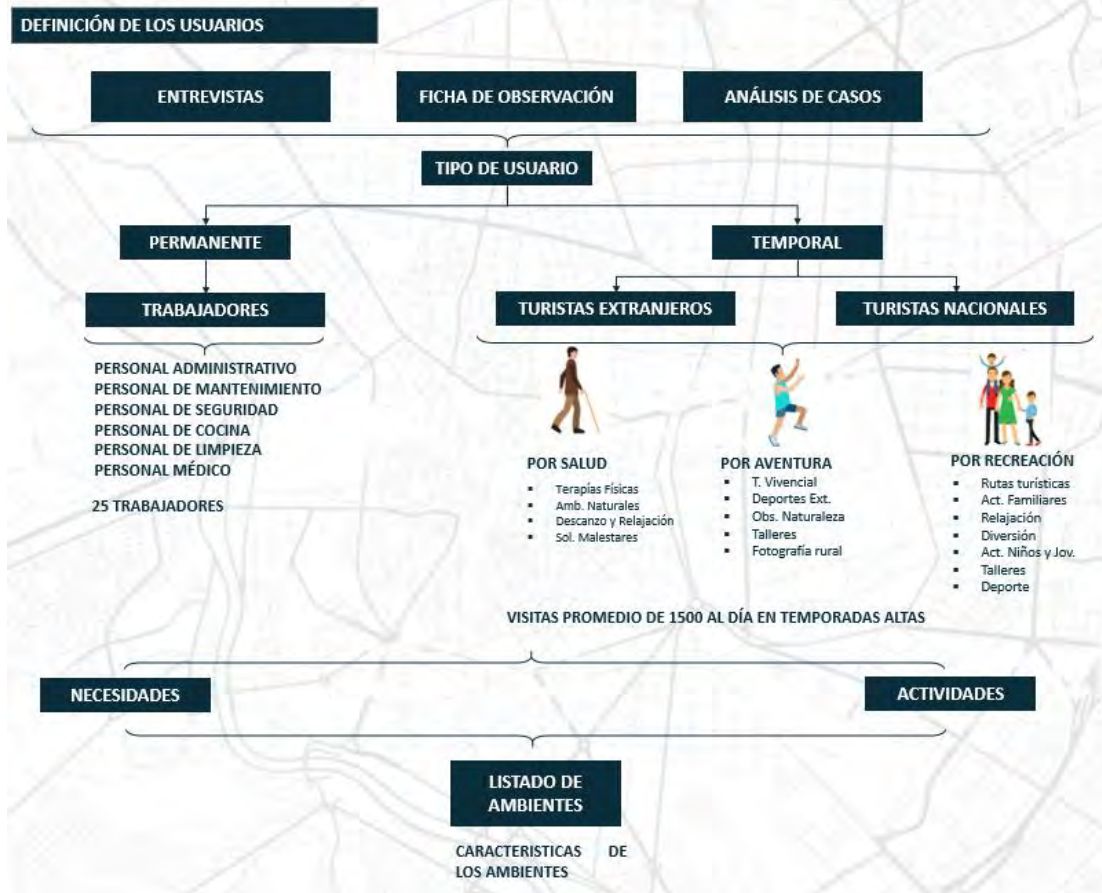 DEFINICIÓN DE LOS USUARIOS
ENTREVISTAS
FICHA DE OBSERVACIÓN
ANÁLISIS DE CASOS
TIPO DE USUARIO
PERMANENTE
TEMPORAL
TRABAJADORES
TURISTAS EXTRANJEROS
TURISTAS NACIONALES
PERSONAL ADMINISTRATIVO
PERSONAL DE MANTENIMIENTO
PERSONAL DE SEGURIDAD
PERSONAL DE COCINA
PERSONAL DE LIMPIEZA
PERSONAL MÉDICO
25 TRABAJADORES
POR SALUD
▪ Terapías Físicas
▪ Amb. Naturales
▪ Descanzo y Relajación
▪ Sol. Malestares
POR AVENTURA
▪ T. Vivencial
▪ Deportes Ext.
▪ Obs. Naturaleza
▪ Talleres
▪ Fotografía rural
POR RECREACIÓN
▪ Rutas turísticas
▪ Act. Familiares
▪ Relajación
▪ Diversión
▪ Act. Niños y Jov.
▪ Talleres
▪ Deporte
VISITAS PROMEDIO DE 1500 AL DÍA EN TEMPORADAS ALTAS
NECESIDADES
ACTIVIDADES
LISTADO DE
AMBIENTES
CARACTERISTICAS DE
LOS AMBIENTES